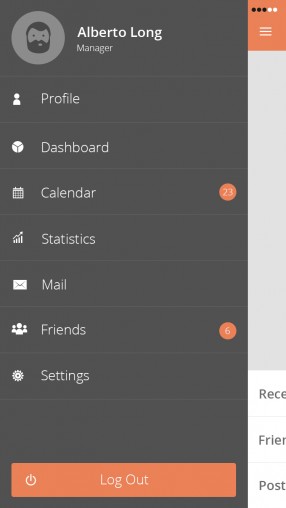 Alberto Long
Manager
Profile
Dashboard
Calendar 23
Statistics
Mail
Friends 6
Settings
Log Out
Rece
Frier
Post